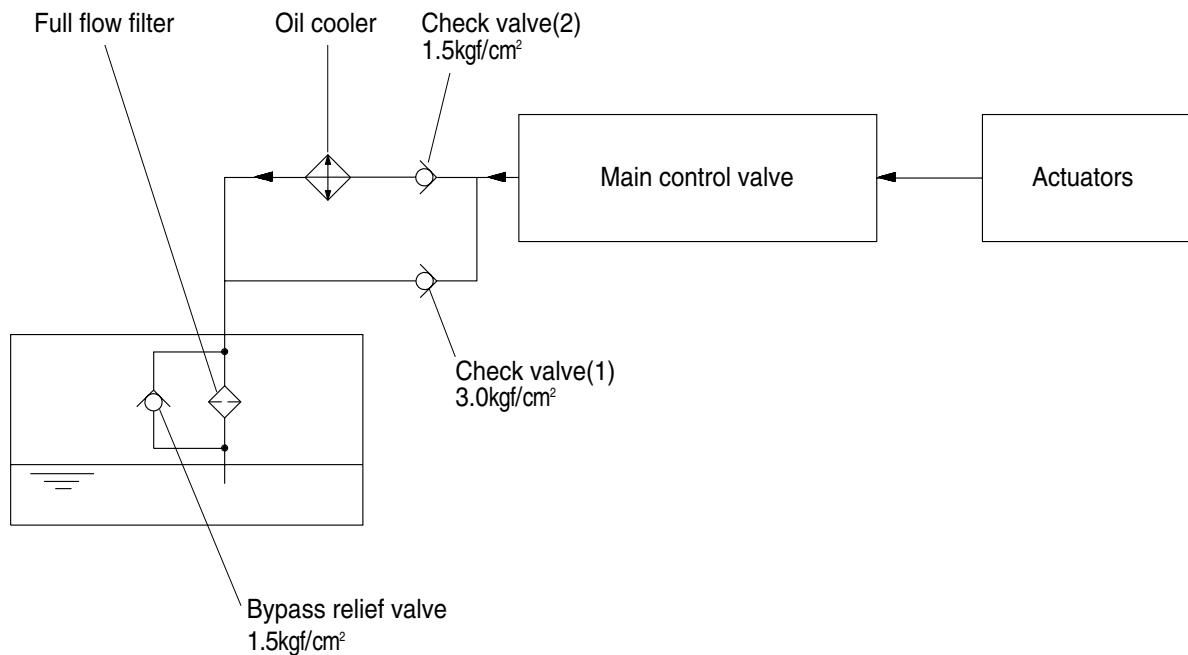 Full flow filter
Oil cooler
Check valve(2)
1.5kgf/cm²
Main control valve
Actuators
Check valve(1)
3.0kgf/cm²
Bypass relief valve
1.5kgf/cm²